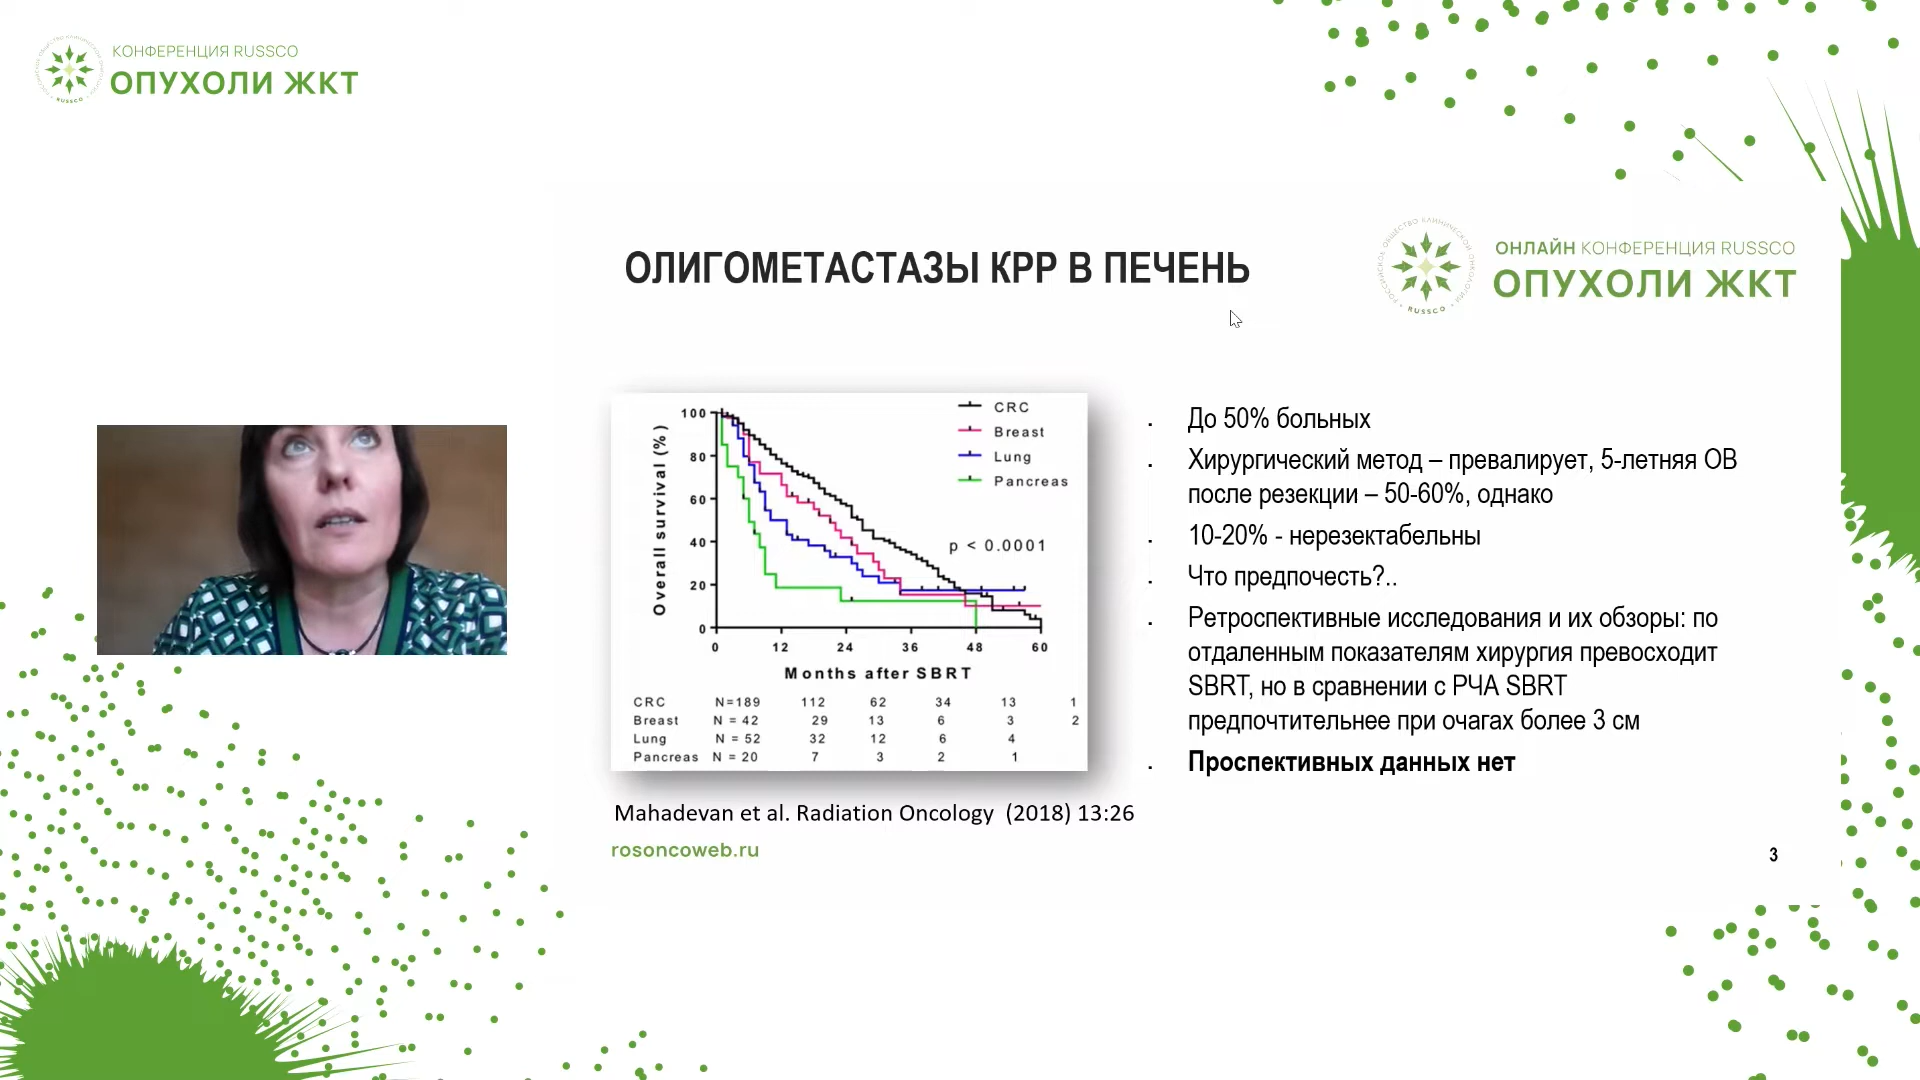 КОНФЕРЕНЦИЯ RUSSCO
ОПУХОЛИ ЖКТ
RUSSCO
ОЛИГОМЕТАСТАЗЫ КРР В ПЕЧЕНЬ
РОССИЙСКОЕ ОБЩЕСТВО КЛИНИЧЕСКОЙ ОНКОЛОГИИ
RUSSCO
ОНЛАЙН КОНФЕРЕНЦИЯ RUSSCO
ОПУХОЛИ ЖКТ
Overall survival (%)
100
80
60
40
20
0
CRC
Breast
Lung
Pancreas
p < 0.0001
0 12 24 36 48 60
Months after SBRT
CRC N=189 112 62 34 13 1
Breast N = 42 29 13 6 3 2
Lung N = 52 32 12 6 4
Pancreas N = 20 7 3 2 1
Mahadevan et al. Radiation Oncology (2018) 13:26
rosoncoweb.ru
До 50% больных
Хирургический метод – превалирует, 5-летняя ОВ
после резекции – 50-60%, однако
10-20% - нерезектабельны
Что предпочесть?..
Ретроспективные исследования и их обзоры: по
отдаленным показателям хирургия превосходит
SBRT, но в сравнении с РЧА SBRT
предпочтительнее при очагах более 3 см
Проспективных данных нет
3